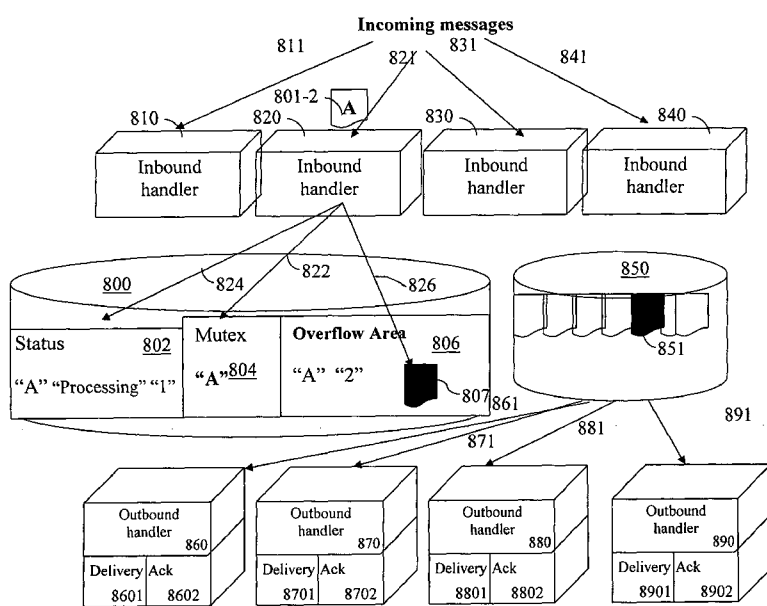 Incoming messages
811
821
831
841
801-2
A
810
820
830
840
Inbound handler
Inbound handler
Inbound handler
Inbound handler
800
824
822
826
850
Status
802
"A" "Processing" "1"
Mutex
"A" 804
Overflow Area
806
"A" "2"
807
851
861
871
881
891
Outbound handler
860
Delivery
8601
Ack
8602
Outbound handler
870
Delivery
8701
Ack
8702
Outbound handler
880
Delivery
8801
Ack
8802
Outbound handler
890
Delivery
8901
Ack
8902